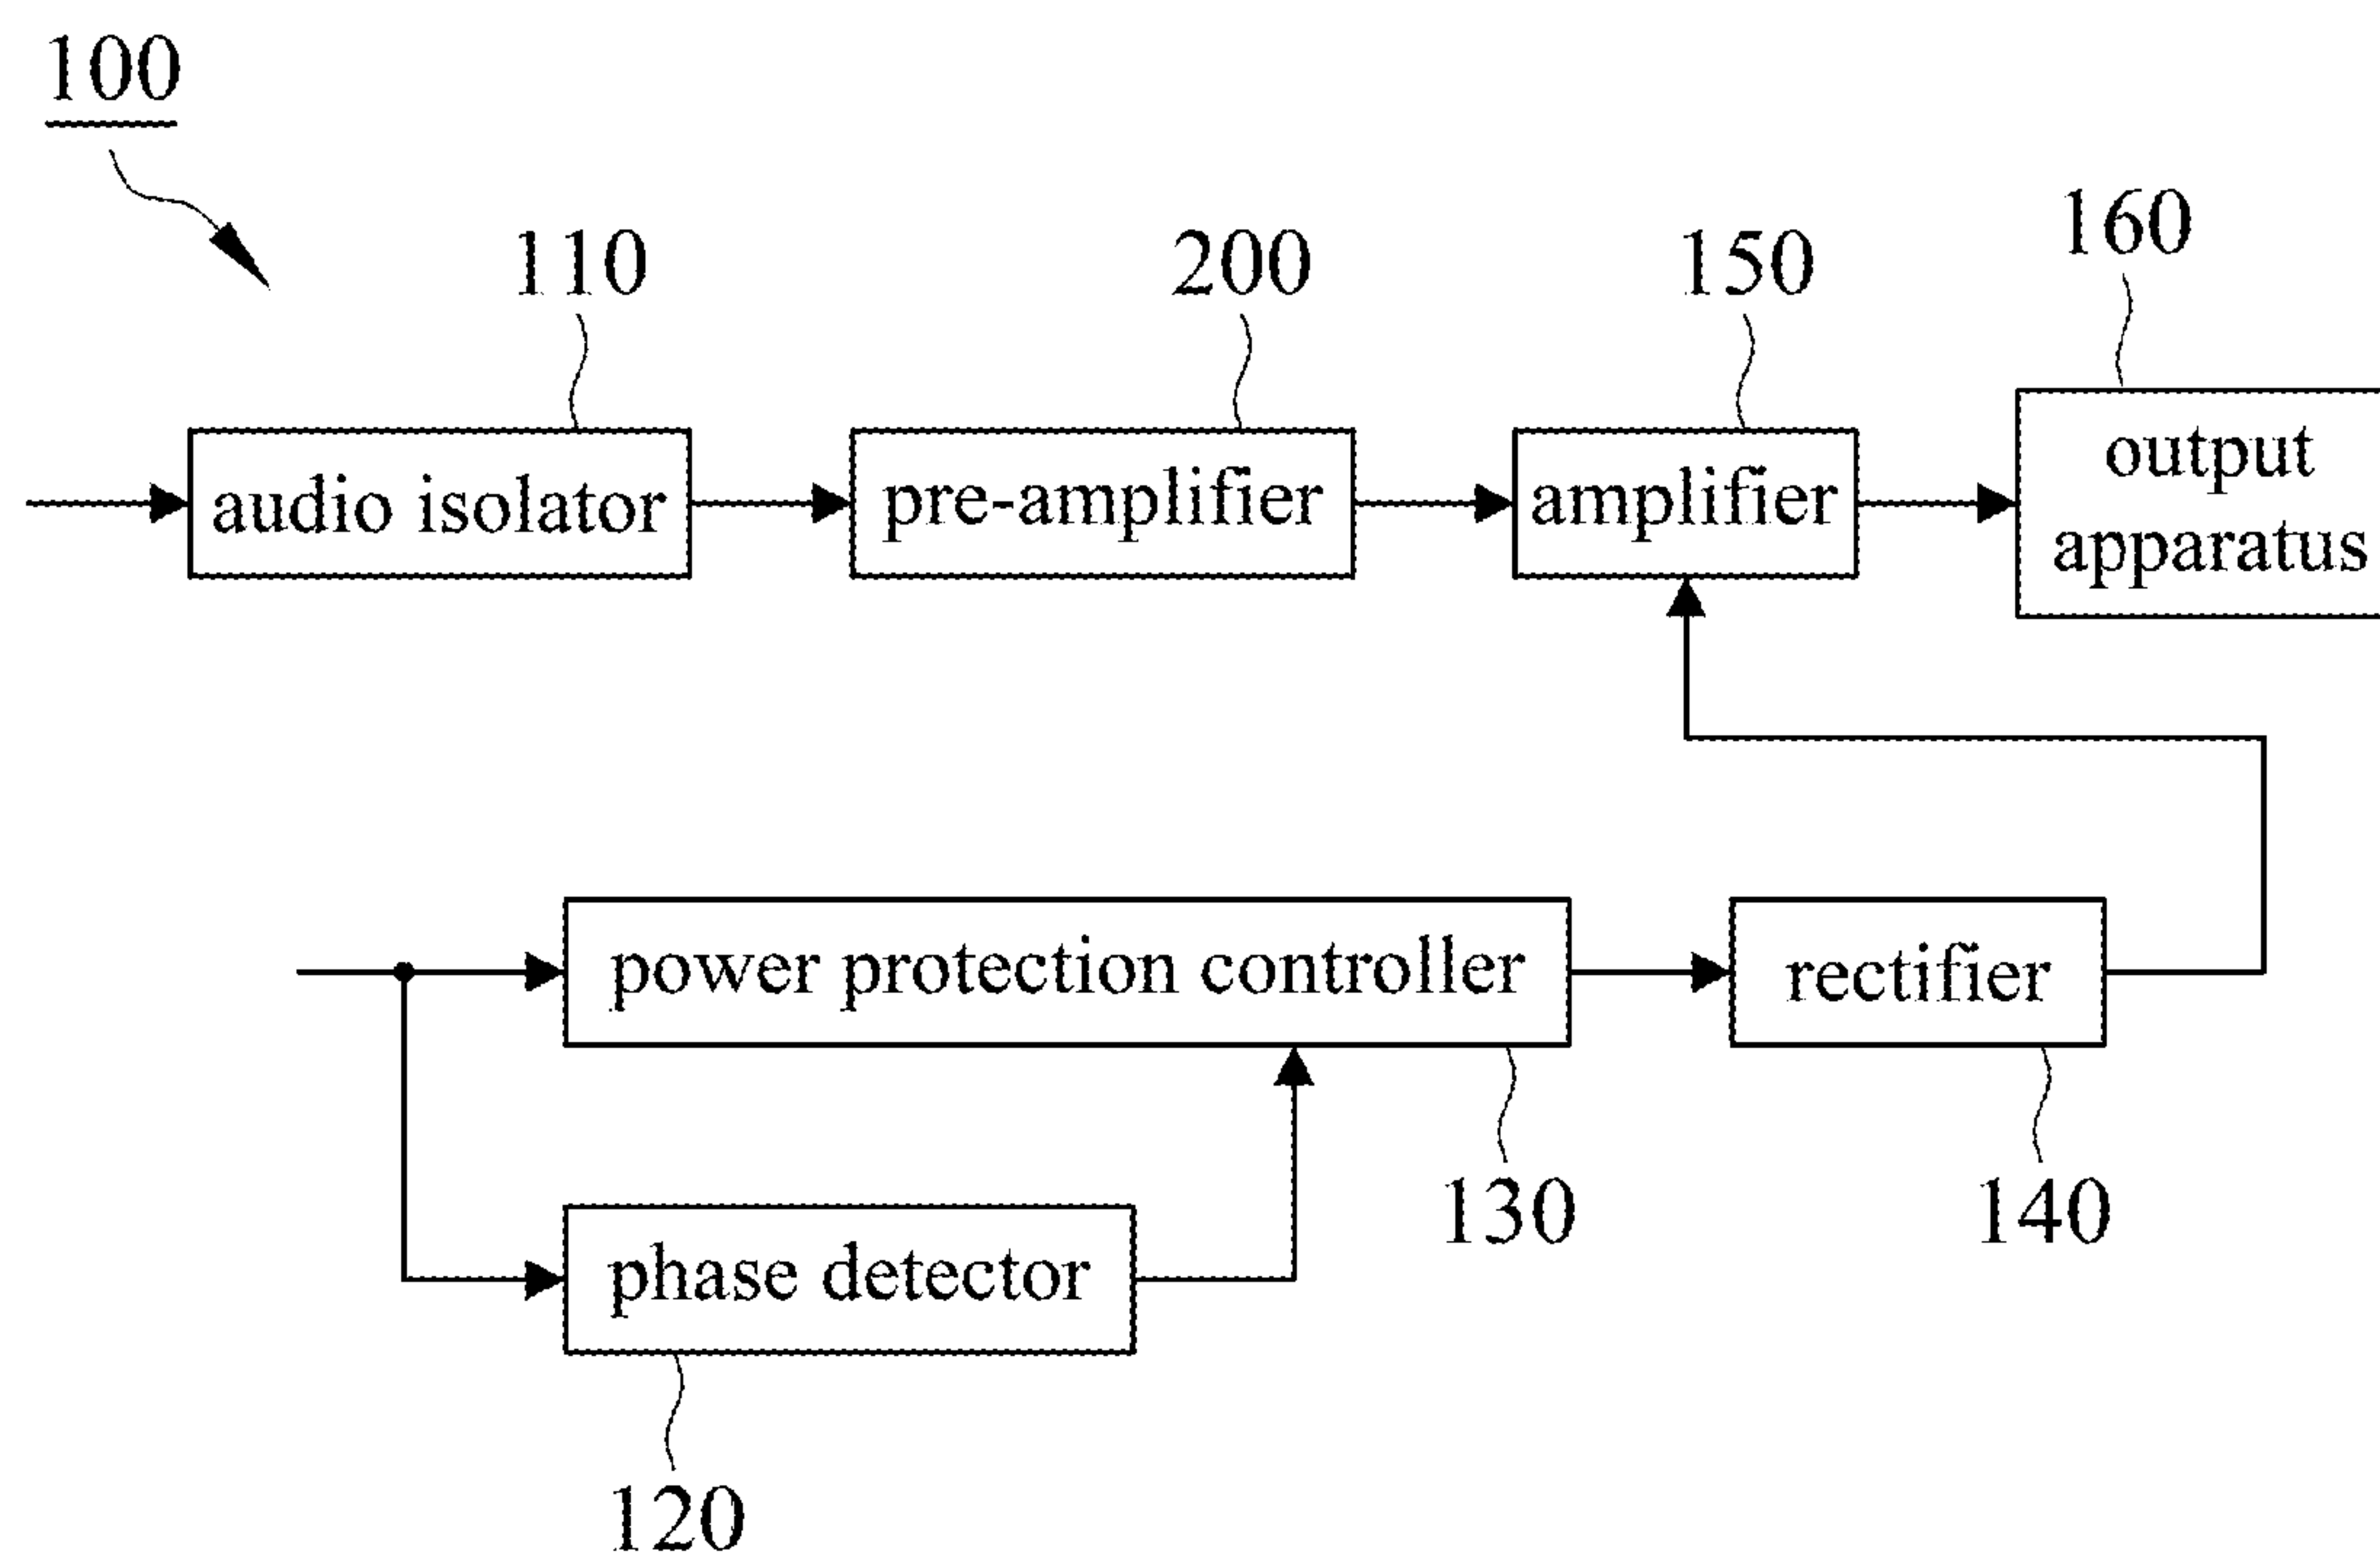 100
110
200
150
160
audio isolator
pre-amplifier
amplifier
output
apparatus
power protection controller
rectifier
130
140
phase detector
120